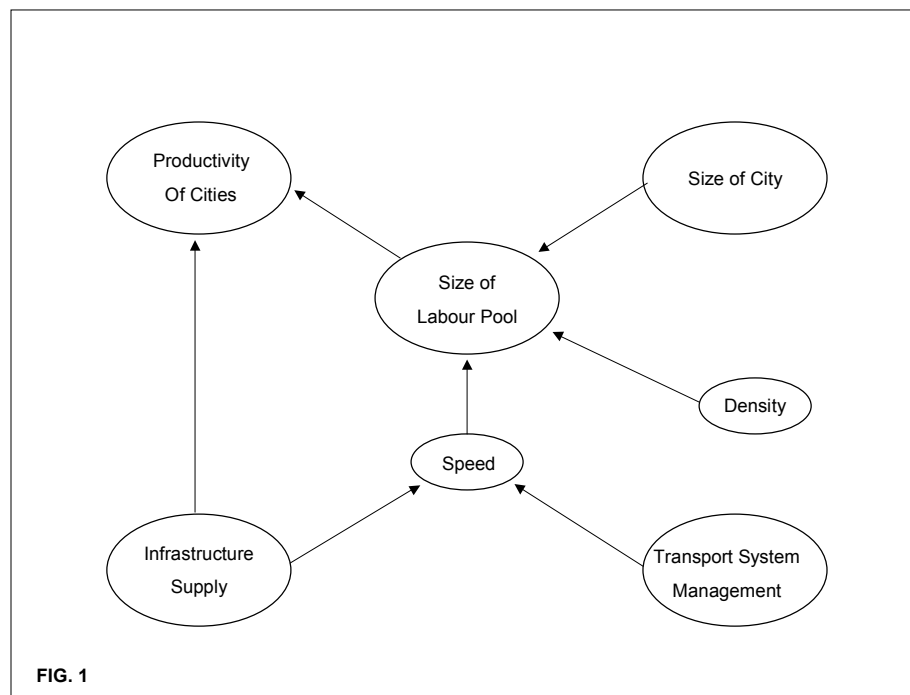 Productivity
Of Cities
Size of City
Size of
Labour Pool
Density
Speed
Infrastructure
Supply
Transport System
Management
FIG. 1